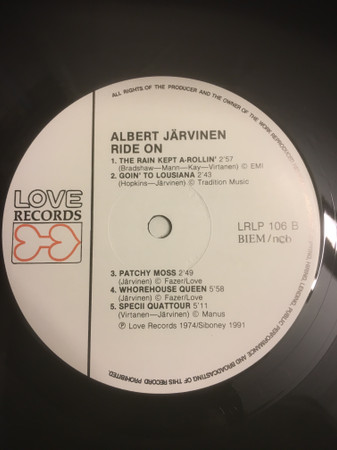 ALL RIGHTS OF THE PRODUCER AND THE OWNER OF THE WORK REPRODUCED
ALBERT JÄRVINEN
RIDE ON
1. THE RAIN KEPT A-ROLLIN' 2'57
(Bradshaw—Mann—Kay—Virtanen) © EMI
2. GOIN' TO LOUSIANA 2'43
(Hopkins—Järvinen) © Tradition Music
LOVE
RECORDS
LRLP 106 B
BIEM/ncb
3. PATCHY MOSS 2'49
(Järvinen) © Fazer/Love
4. WHOREHOUSE QUEEN 5'58
(Järvinen) © Fazer/Love
5. SPECII QUATTOUR 5'11
(Virtanen—Järvinen) © Manus
℗ Love Records 1974/Siboney 1991
HIRING, LENDING, PUBLIC PERFORMANCE AND BROADCASTING OF THIS RECORD PROHIBITED.